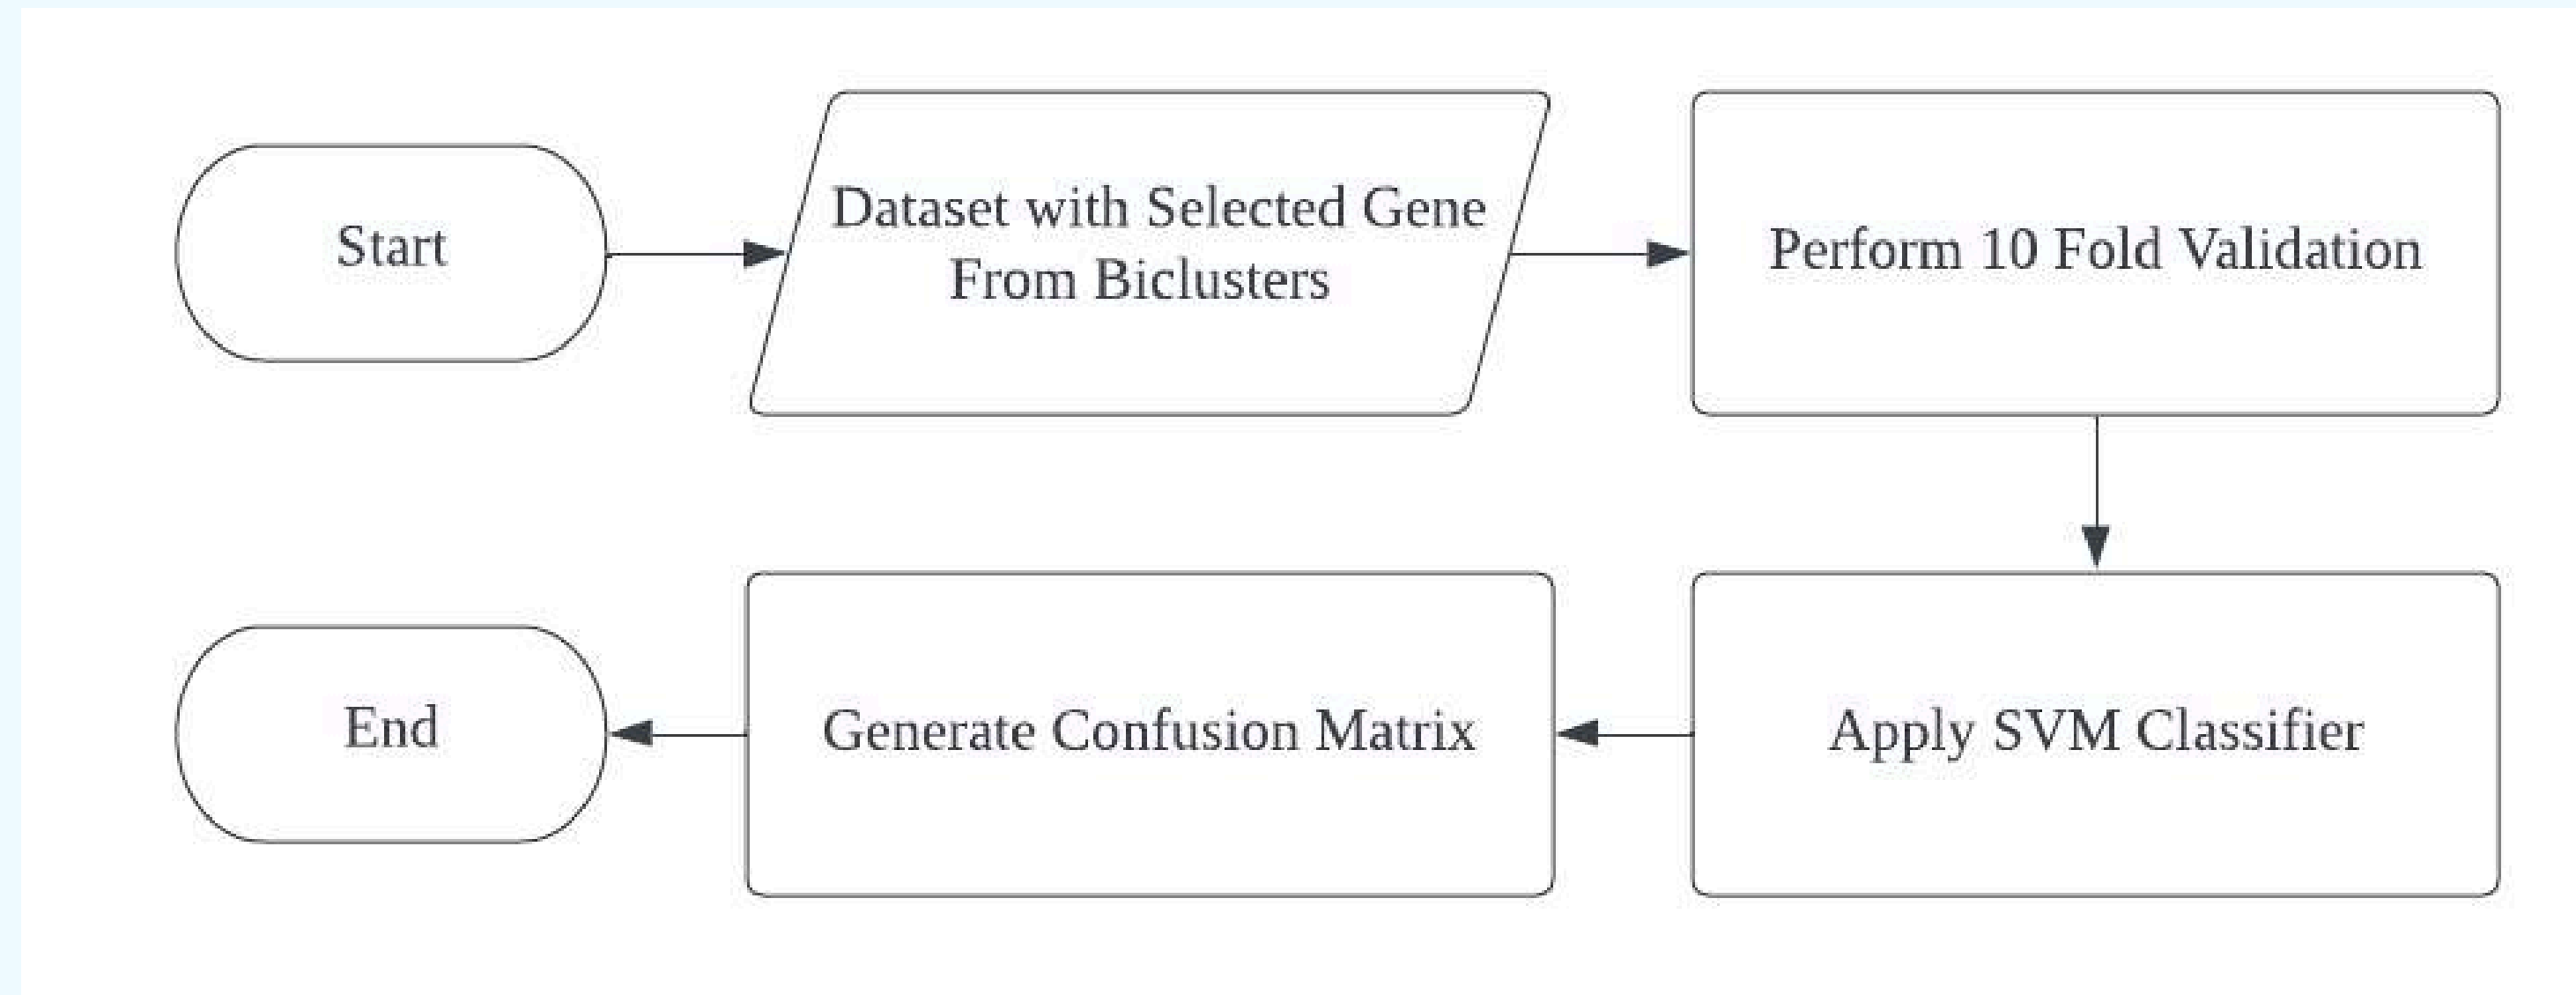 Start
Dataset with Selected Gene
From Biclusters
Perform 10 Fold Validation
Apply SVM Classifier
Generate Confusion Matrix
End